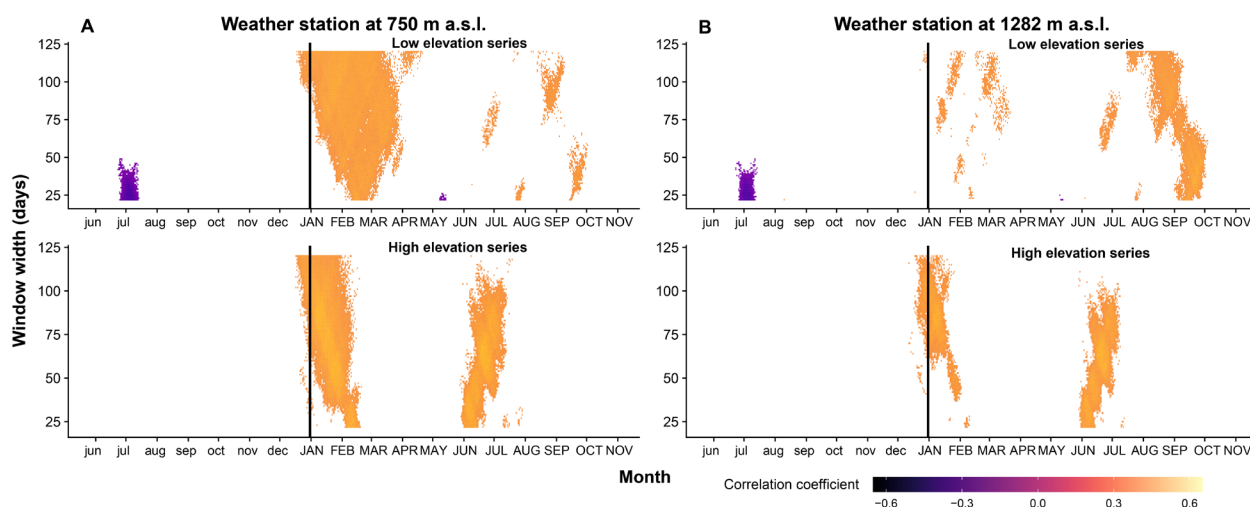 A
Weather station at 750 m a.s.l.
B
Weather station at 1282 m a.s.l.
Low elevation series
Low elevation series
125
100
75
50
25
125
100
75
50
25
jun jul aug sep oct nov dec JAN FEB MAR APR MAY JUN JUL AUG SEP OCT NOV
jun jul aug sep oct nov dec JAN FEB MAR APR MAY JUN JUL AUG SEP OCT NOV
Window width (days)
High elevation series
High elevation series
125
100
75
50
25
125
100
75
50
25
jun jul aug sep oct nov dec JAN FEB MAR APR MAY JUN JUL AUG SEP OCT NOV
jun jul aug sep oct nov dec JAN FEB MAR APR MAY JUN JUL AUG SEP OCT NOV
Month
Correlation coefficient
−0.6 −0.3 0.0 0.3 0.6